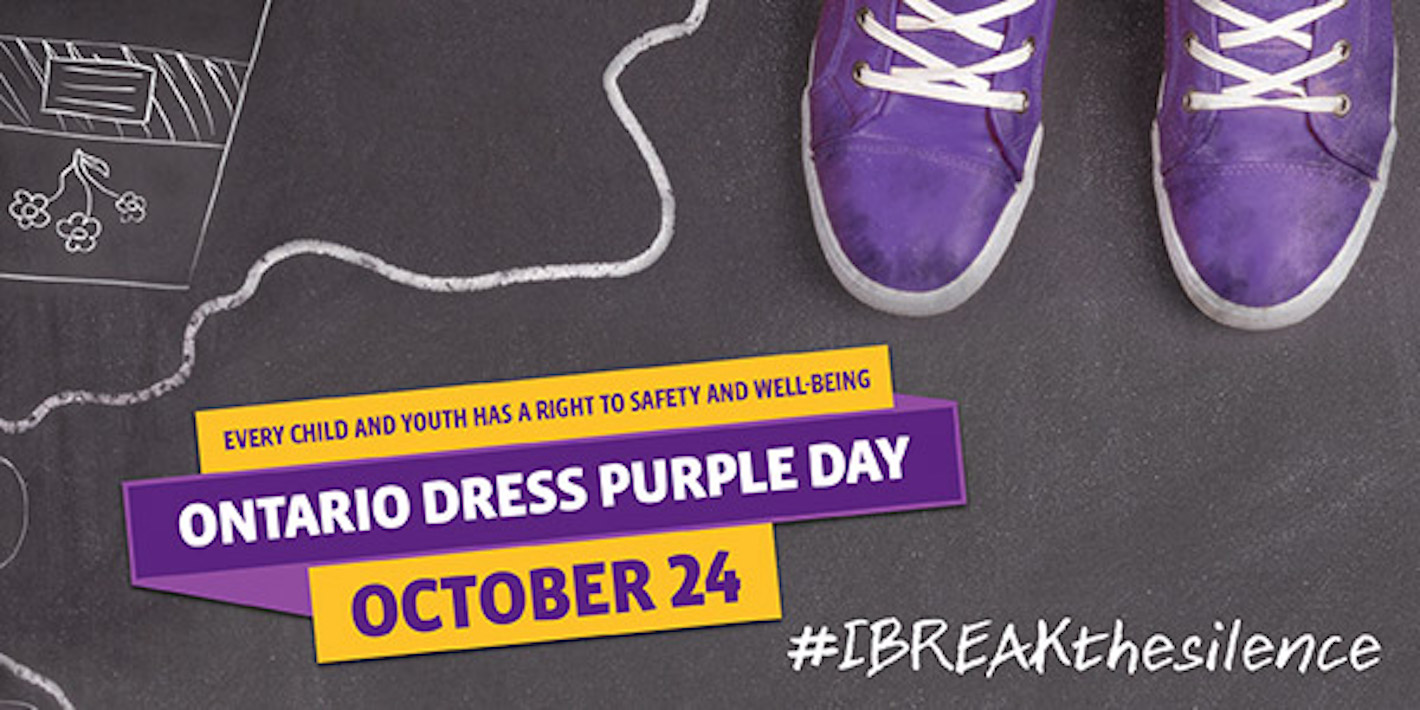 EVERY CHILD AND YOUTH HAS A RIGHT TO SAFETY AND WELL-BEING
ONTARIO DRESS PURPLE DAY
OCTOBER 24
#IBREAKthesilence